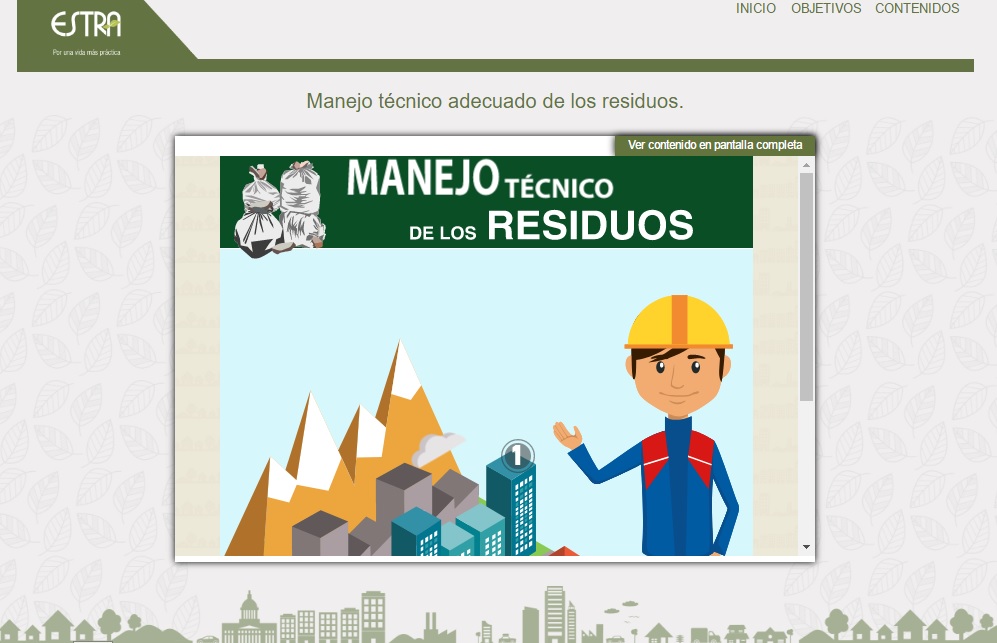 ESTRA
Por una vida más práctica
INICIO OBJETIVOS CONTENIDOS
Manejo técnico adecuado de los residuos.
Ver contenido en pantalla completa
MANEJO TÉCNICO
DE LOS RESIDUOS
1